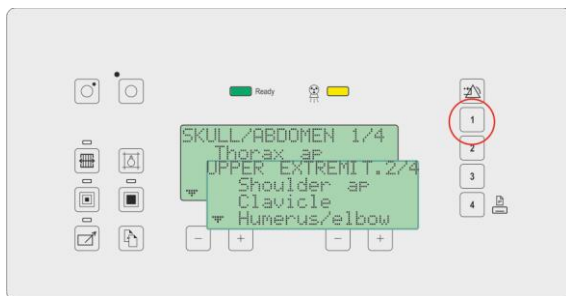 Ready
1
SKULL/ABDOMEN 1/4
Thorax ap
2
UPPER EXTREMIT.2/4
Shoulder ap
3
Clavicle
4
Humerus/elbow
- + - +